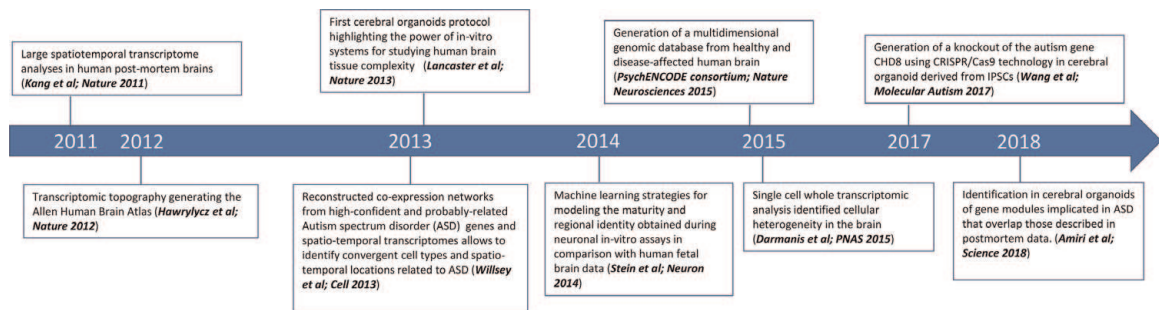 Large spatiotemporal transcriptome
analyses in human post-mortem brains
(Kang et al; Nature 2011)
First cerebral organoids protocol
highlighting the power of in-vitro
systems for studying human brain
tissue complexity (Lancaster et al;
Nature 2013)
Generation of a multidimensional
genomic database from healthy and
disease-affected human brain
(PsychENCODE consortium; Nature
Neurosciences 2015)
Generation of a knockout of the autism gene
CHD8 using CRISPR/Cas9 technology in cerebral
organoid derived from IPSCs (Wang et al;
Molecular Autism 2017)
2011 2012 2013 2014 2015 2017 2018
Transcriptomic topography generating the
Allen Human Brain Atlas (Hawrylycz et al;
Nature 2012)
Reconstructed co-expression networks
from high-confident and probably-related
Autism spectrum disorder (ASD) genes and
spatio-temporal transcriptomes allows to
identify convergent cell types and spatio-
temporal locations related to ASD (Willsey
et al; Cell 2013)
Machine learning strategies for
modeling the maturity and
regional identity obtained during
neuronal in-vitro assays in
comparison with human fetal
brain data (Stein et al; Neuron
2014)
Single cell whole transcriptomic
analysis identified cellular
heterogeneity in the brain
(Darmanis et al; PNAS 2015)
Identification in cerebral organoids
of gene modules implicated in ASD
that overlap those described in
postmortem data. (Amiri et al;
Science 2018)